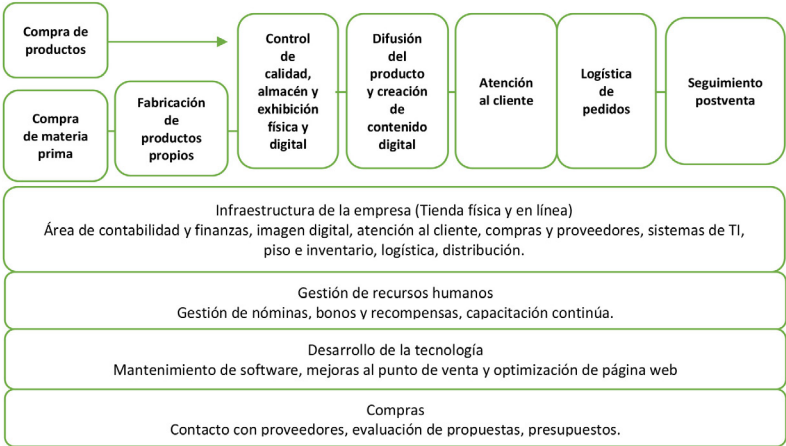 Compra de
productos
Compra
de materia
prima
Fabricación
de
productos
propios
Control
de
calidad,
almacén y
exhibición
física y
digital
Difusión
del
producto
y creación
de
contenido
digital
Atención
al cliente
Logística
de
pedidos
Seguimiento
postventa
Infraestructura de la empresa (Tienda física y en línea)
Área de contabilidad y finanzas, imagen digital, atención al cliente, compras y proveedores, sistemas de TI,
piso e inventario, logística, distribución.
Gestión de recursos humanos
Gestión de nóminas, bonos y recompensas, capacitación continúa.
Desarrollo de la tecnología
Mantenimiento de software, mejoras al punto de venta y optimización de página web
Compras
Contacto con proveedores, evaluación de propuestas, presupuestos.